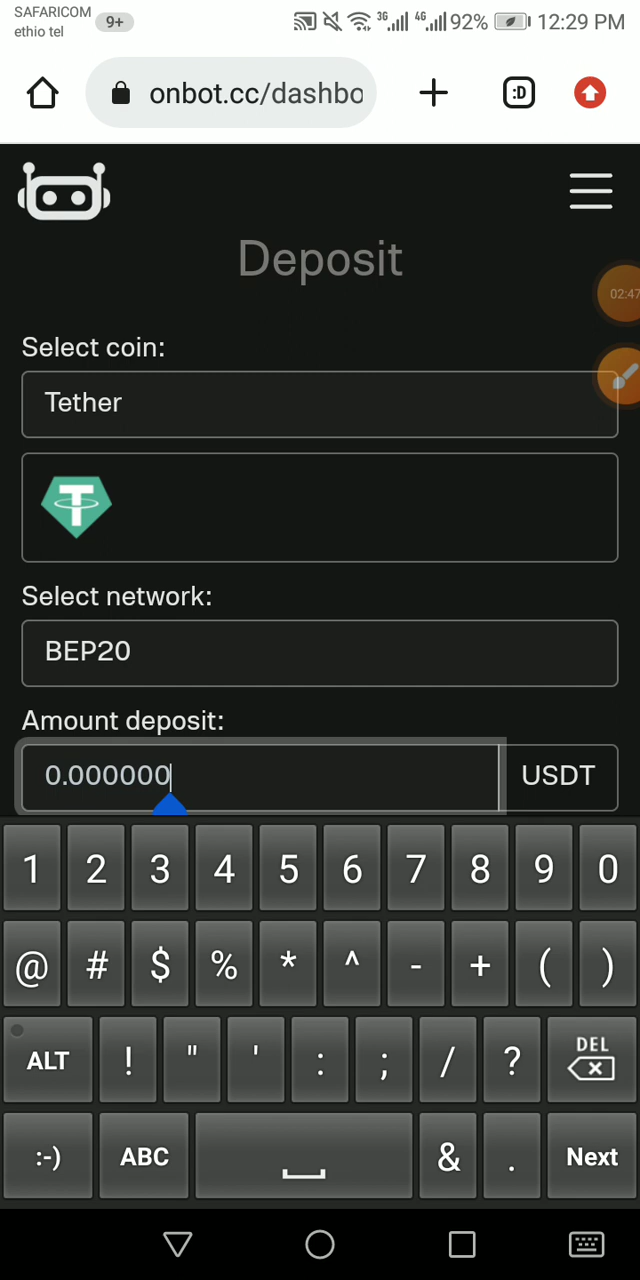 SAFARICOM
ethio tel
9+
3G
4G
92%
12:29 PM
onbot.cc/dashbo
:D
Deposit
02:47
Select coin:
Tether
T
Select network:
BEP20
Amount deposit:
0.000000
USDT
1 2 3 4 5 6 7 8 9 0
@ # $ % * ^ - + ( )
ALT ! " ' : ; / ? DEL
:-) ABC & . Next